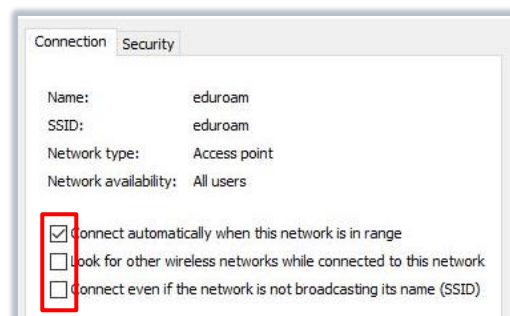 Connection Security
Name: eduroam
SSID: eduroam
Network type: Access point
Network availability: All users
Connect automatically when this network is in range
Look for other wireless networks while connected to this network
Connect even if the network is not broadcasting its name (SSID)